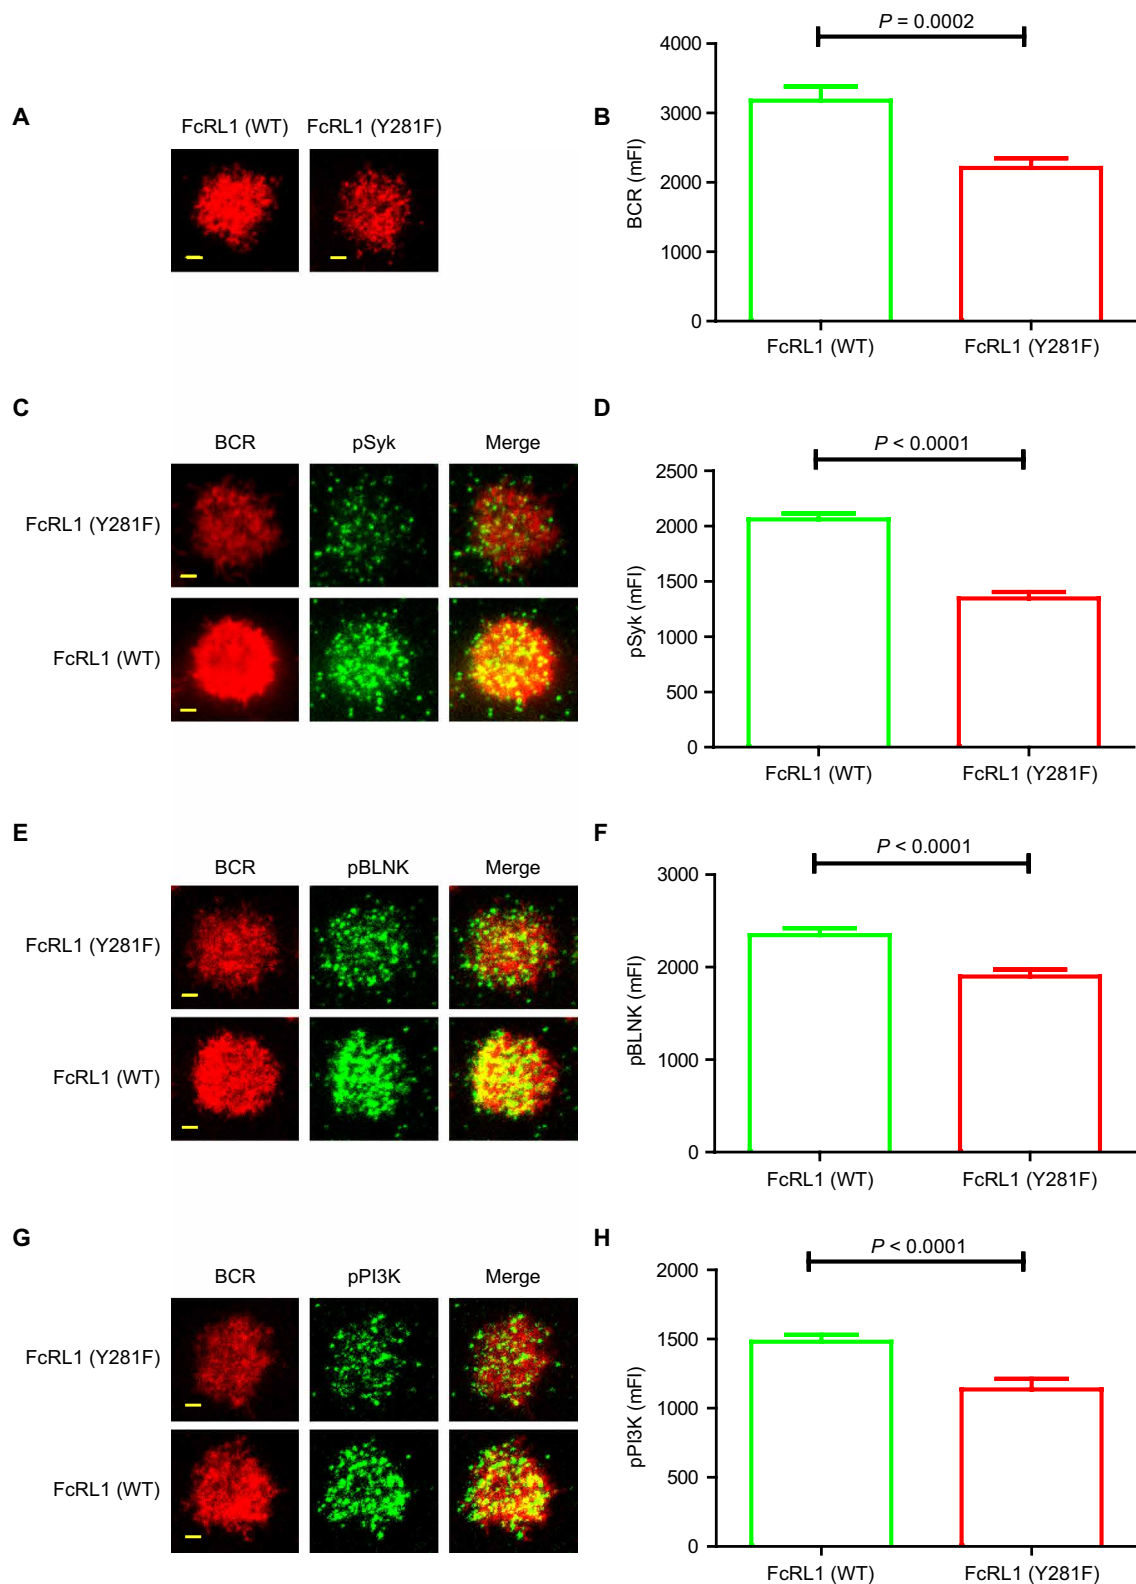 A
FcRL1 (WT) FcRL1 (Y281F)
B
P = 0.0002
BCR (mFI)
4000
3000
2000
1000
0
FcRL1 (WT) FcRL1 (Y281F)
C
BCR pSyk Merge
FcRL1 (Y281F)
FcRL1 (WT)
D
P < 0.0001
pSyk (mFI)
2500
2000
1500
1000
500
0
FcRL1 (WT) FcRL1 (Y281F)
E
BCR pBLNK Merge
FcRL1 (Y281F)
FcRL1 (WT)
F
P < 0.0001
pBLNK (mFI)
3000
2000
1000
0
FcRL1 (WT) FcRL1 (Y281F)
G
BCR pPI3K Merge
FcRL1 (Y281F)
FcRL1 (WT)
H
P < 0.0001
pPI3K (mFI)
2000
1500
1000
500
0
FcRL1 (WT) FcRL1 (Y281F)